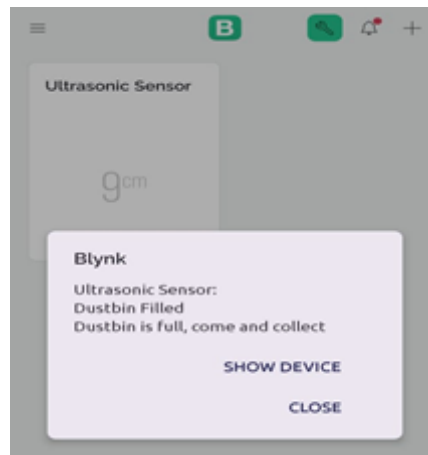 B
Ultrasonic Sensor
9cm
Blynk
Ultrasonic Sensor:
Dustbin Filled
Dustbin is full, come and collect
SHOW DEVICE
CLOSE